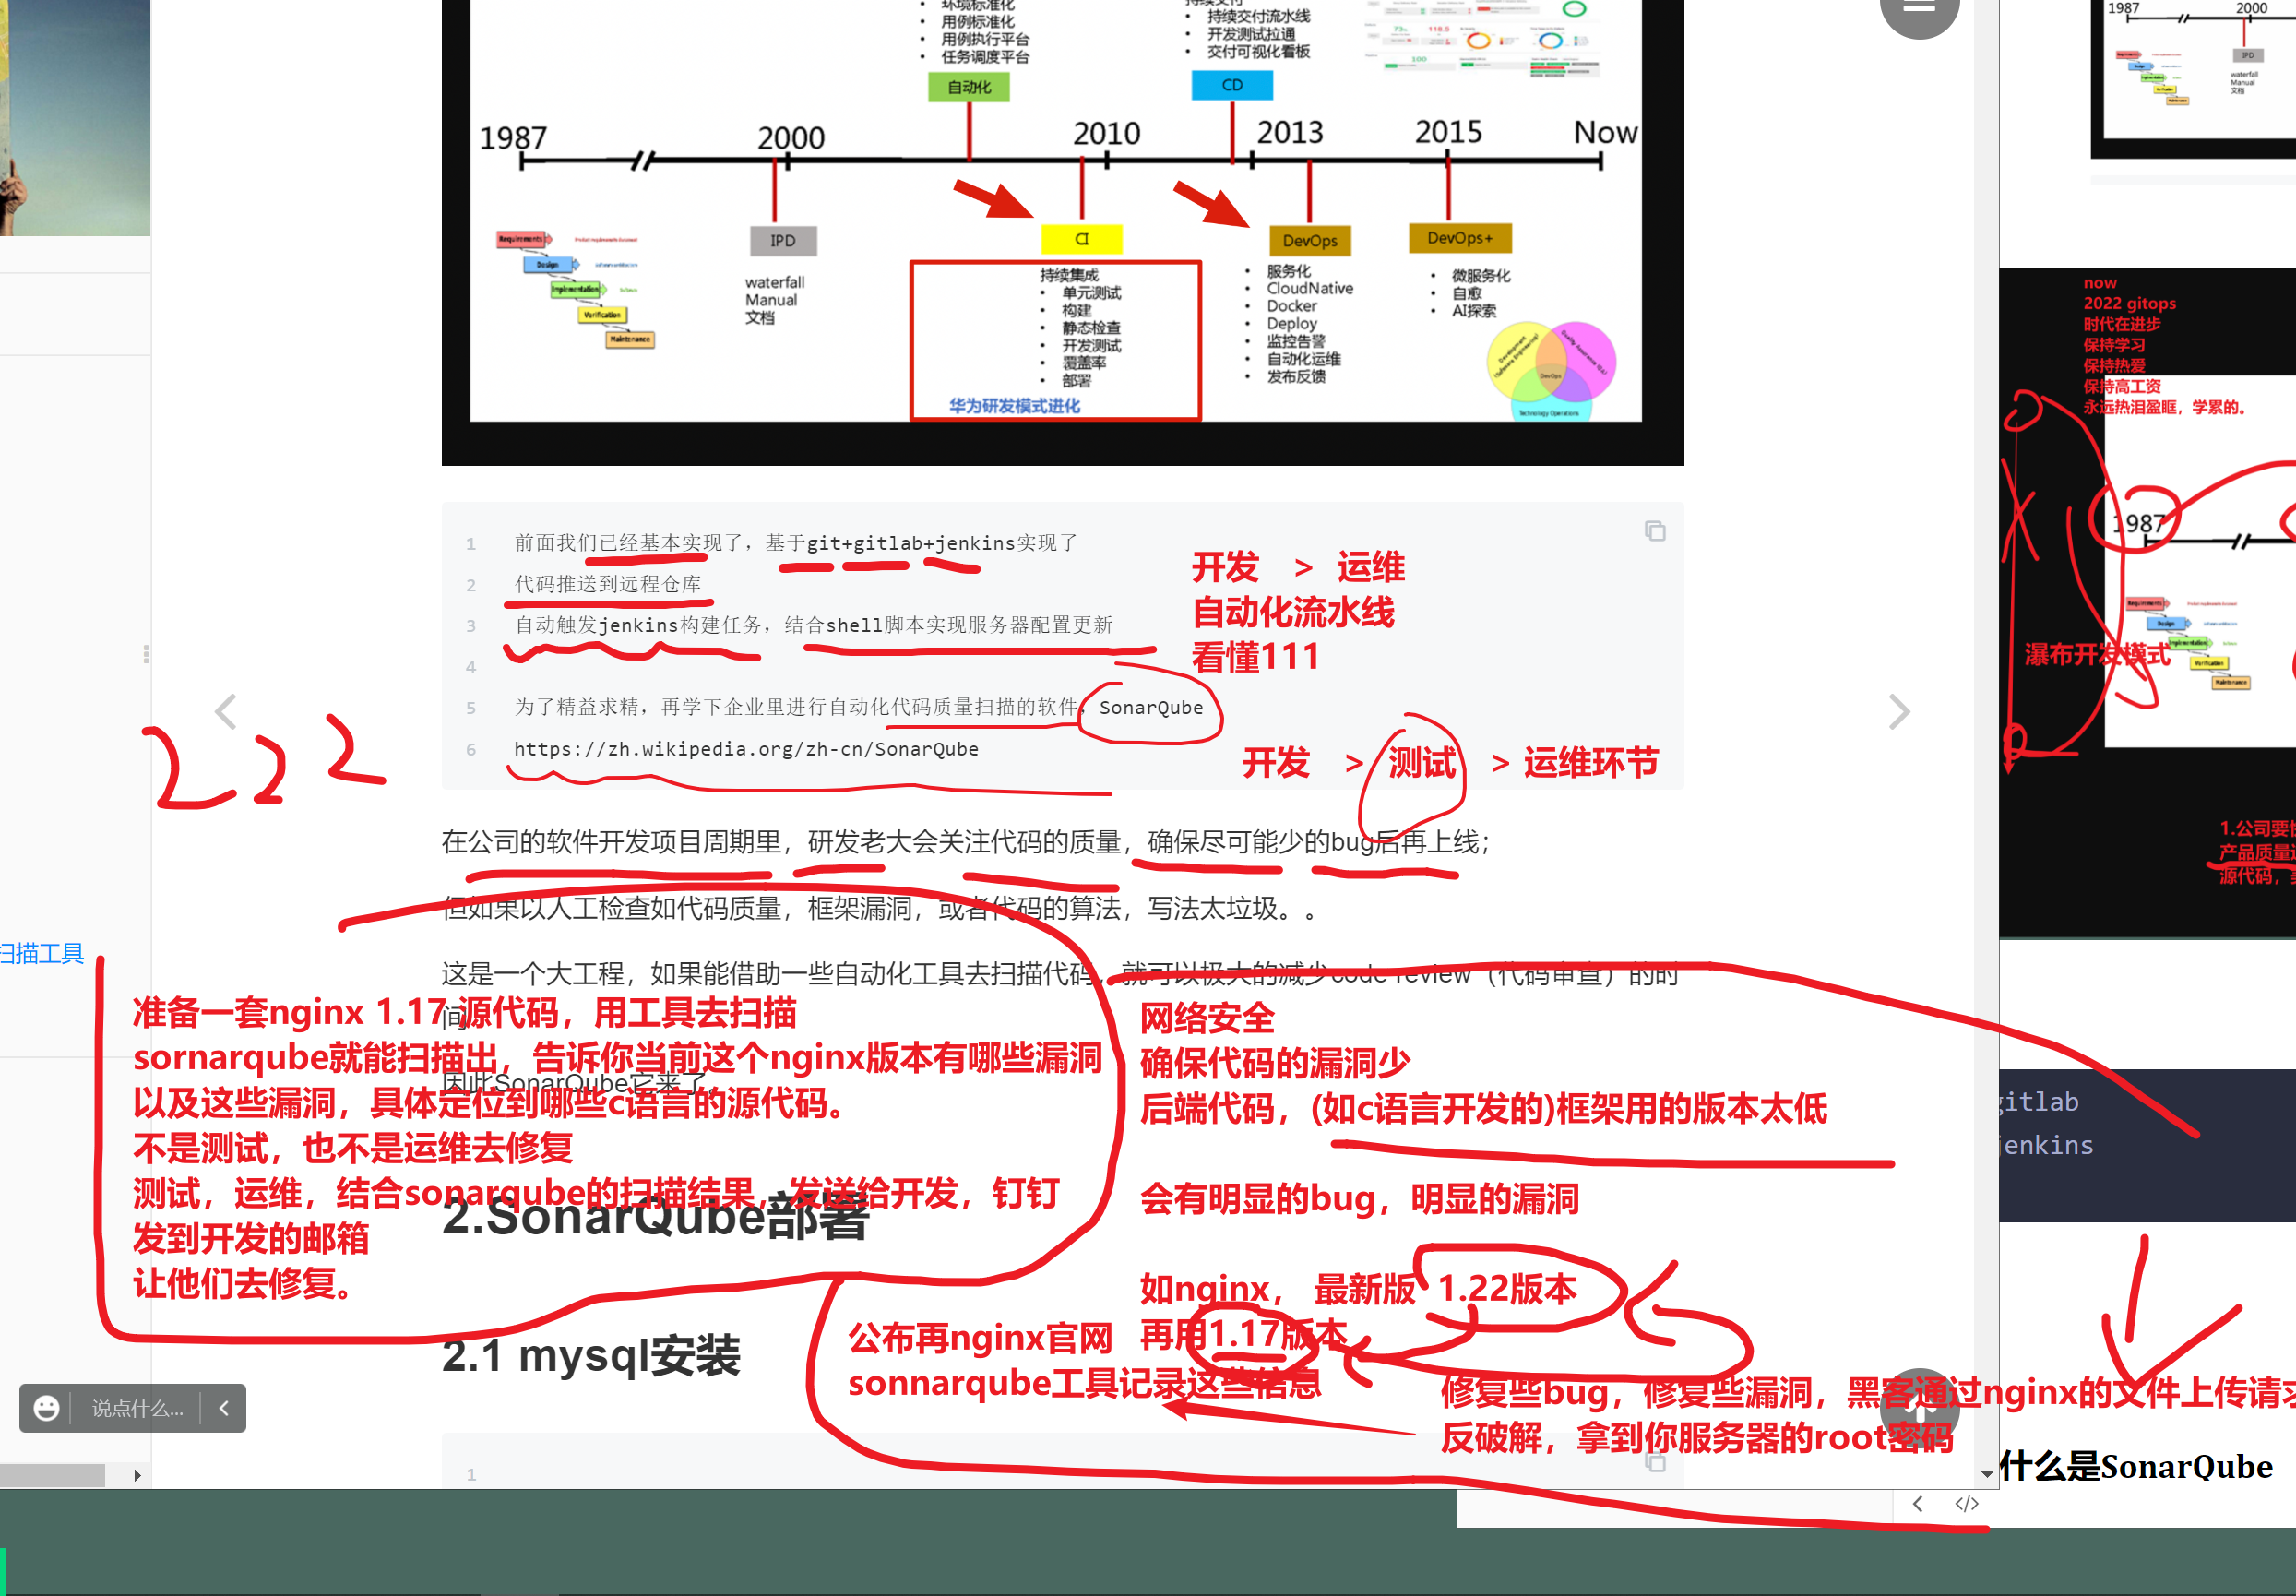 环境标准化
用例标准化
用例执行平台
任务调度平台
自动化
持续交付流水线
开发测试拉通
交付可视化看板
CD
1987
2000
2010
2013
2015
Now
Requirements
Design
Implementation
Verification
Maintenance
IPD
waterfall
Manual
文档
CI
持续集成
单元测试
构建
静态检查
开发测试
覆盖率
部署
华为研发模式进化
DevOps
服务化
CloudNative
Docker
Deploy
监控告警
自动化运维
发布反馈
DevOps+
微服务化
自愈
AI探索
DevOps
Technology Operations
1 前面我们已经基本实现了，基于git+gitlab+jenkins实现了
2 代码推送到远程仓库
3 自动触发jenkins构建任务，结合shell脚本实现服务器配置更新
4
5 为了精益求精，再学下企业里进行自动化代码质量扫描的软件，SonarQube
6 https://zh.wikipedia.org/zh-cn/SonarQube
开发 > 运维
自动化流水线
看懂111
开发 > 测试 > 运维环节
222
在公司的软件开发项目周期里，研发老大会关注代码的质量，确保尽可能少的bug后再上线；
但如果以人工检查如代码质量，框架漏洞，或者代码的算法，写法太垃圾。。
这是一个大工程，如果能借助一些自动化工具去扫描代码，就可以极大的减少code review（代码审查）的时
间
因此SonarQube它来了。
扫描工具
准备一套nginx 1.17 源代码，用工具去扫描
sornarqube就能扫描出，告诉你当前这个nginx版本有哪些漏洞
以及这些漏洞，具体定位到哪些c语言的源代码。
不是测试，也不是运维去修复
测试，运维，结合sonarqube的扫描结果，发送给开发，钉钉
发到开发的邮箱
让他们去修复。
网络安全
确保代码的漏洞少
后端代码，(如c语言开发的)框架用的版本太低
会有明显的bug，明显的漏洞
如nginx， 最新版 1.22版本
再用1.17版本
公布再nginx官网
sonnarqube工具记录这些信息
修复些bug，修复些漏洞，黑客通过nginx的文件上传请求
反破解，拿到你服务器的root密码
2.SonarQube部署
2.1 mysql安装
1
说点什么...
1987
2000
IPD
waterfall
Manual
文档
now
2022 gitops
时代在进步
保持学习
保持热爱
保持高工资
永远热泪盈眶，学累的。
1987
瀑布开发模式
Requirements
Design
Implementation
Verification
Maintenance
1.公司要
产品质量
源代码，
gitlab
jenkins
什么是SonarQube